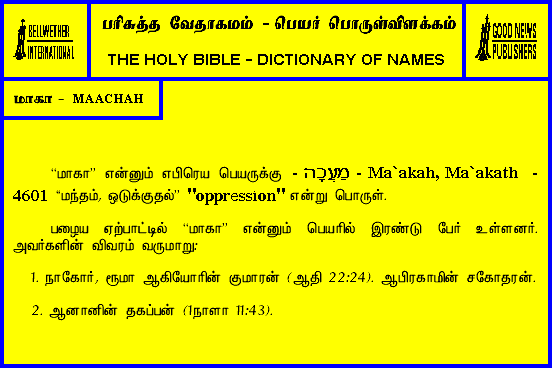 BELLWETHER
INTERNATIONAL
பரிசுத்த வேதாகமம் - பெயர் பொருள்விளக்கம்
THE HOLY BIBLE - DICTIONARY OF NAMES
GOOD NEWS
PUBLISHERS
மாகா - MAACHAH
“மாகா” என்னும் எபிரெய பெயருக்கு - מַעֲכָה - Ma`akah, Ma`akath -
4601 “மந்தம், ஒடுக்குதல்” "oppression" என்று பொருள்.
பழைய ஏற்பாட்டில் “மாகா” என்னும் பெயரில் இரண்டு பேர் உள்ளனர்.
அவர்களின் விவரம் வருமாறு:
1. நாகோர், ரூமா ஆகியோரின் குமாரன் (ஆதி 22:24). ஆபிரகாமின் சகோதரன்.
2. ஆனானின் தகப்பன் (1நாளா 11:43).